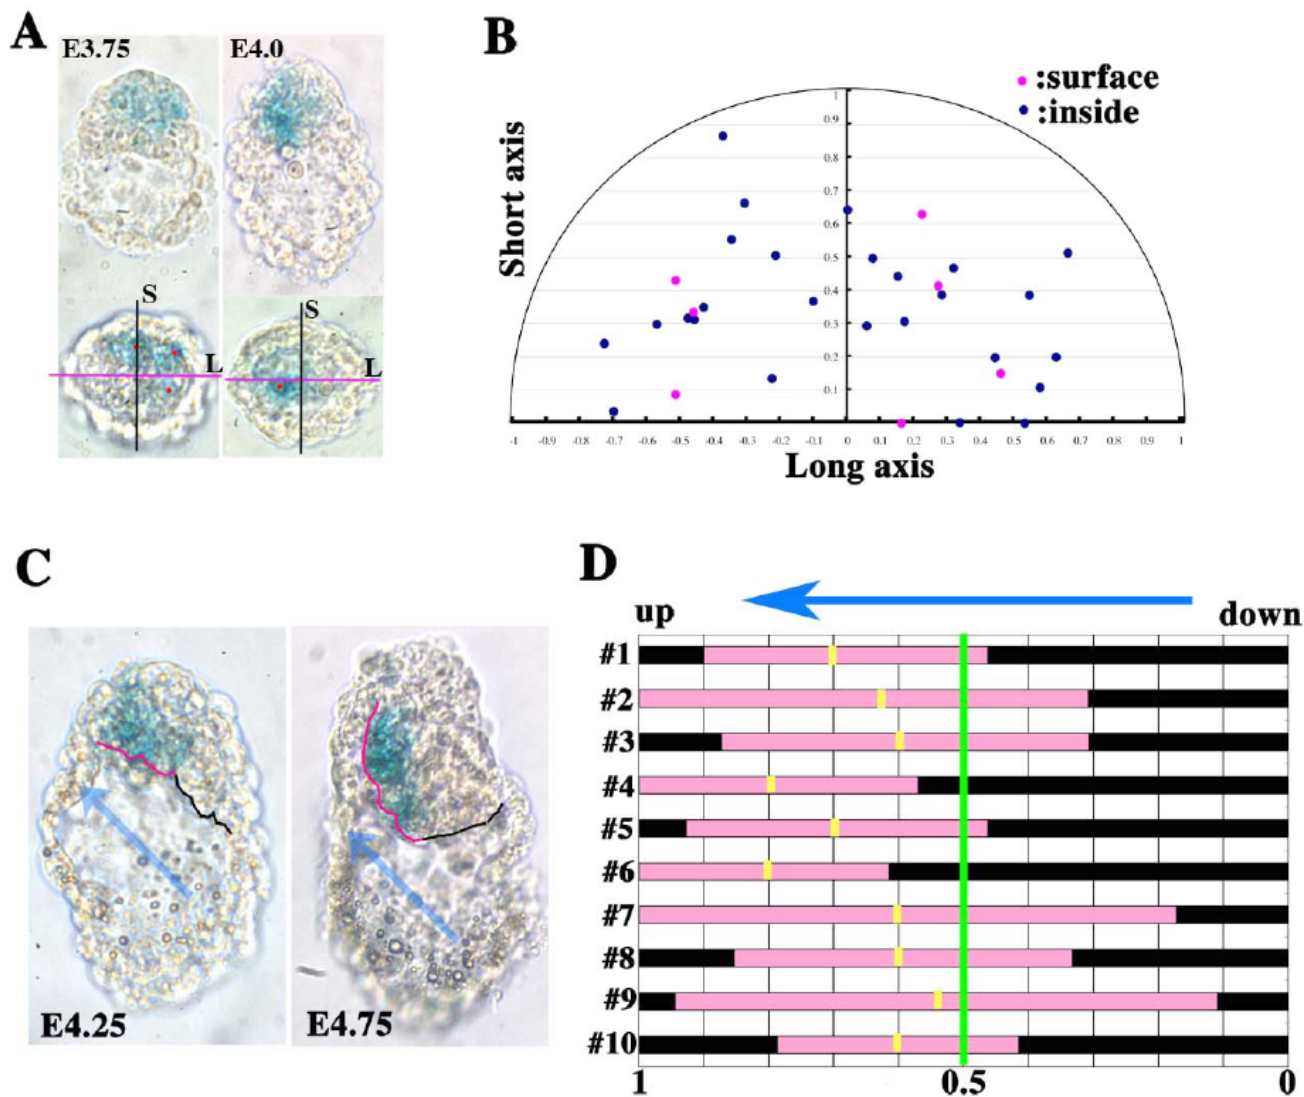 A
E3.75
E4.0
S
L
S
L
B
:surface
:inside
Short axis
1
0.9
0.8
0.7
0.6
0.5
0.4
0.3
0.2
0.1
-1 -0.9 -0.8 -0.7 -0.6 -0.5 -0.4 -0.3 -0.2 -0.1 0 0.1 0.2 0.3 0.4 0.5 0.6 0.7 0.8 0.9 1
Long axis
C
E4.25
E4.75
D
up
down
#1
#2
#3
#4
#5
#6
#7
#8
#9
#10
1 0.5 0